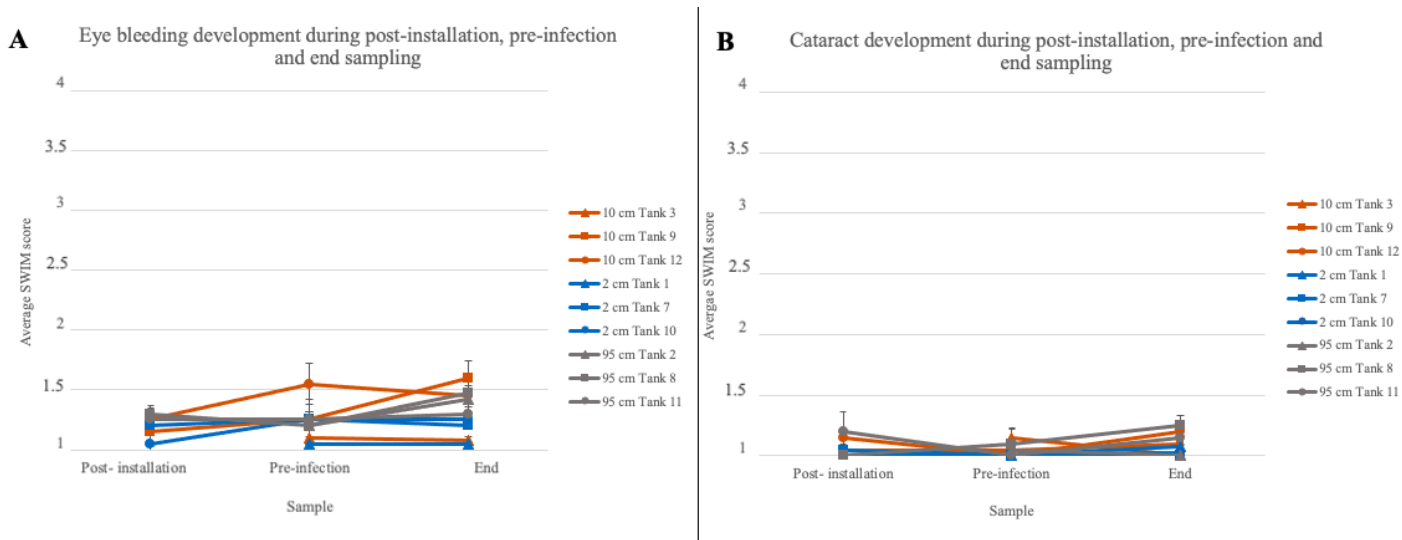 A
Eye bleeding development during post-installation, pre-infection
and end sampling
4
3.5
3
2.5
2
1.5
1
Average SWIM score
Post- installation
Pre-infection
End
Sample
10 cm Tank 3
10 cm Tank 9
10 cm Tank 12
2 cm Tank 1
2 cm Tank 7
2 cm Tank 10
95 cm Tank 2
95 cm Tank 8
95 cm Tank 11
B
Cataract development during post-installation, pre-infection and
end sampling
4
3.5
3
2.5
2
1.5
1
Avergae SWIM score
Post- installation
Pre-infection
End
Sample
10 cm Tank 3
10 cm Tank 9
10 cm Tank 12
2 cm Tank 1
2 cm Tank 7
2 cm Tank 10
95 cm Tank 2
95 cm Tank 8
95 cm Tank 11